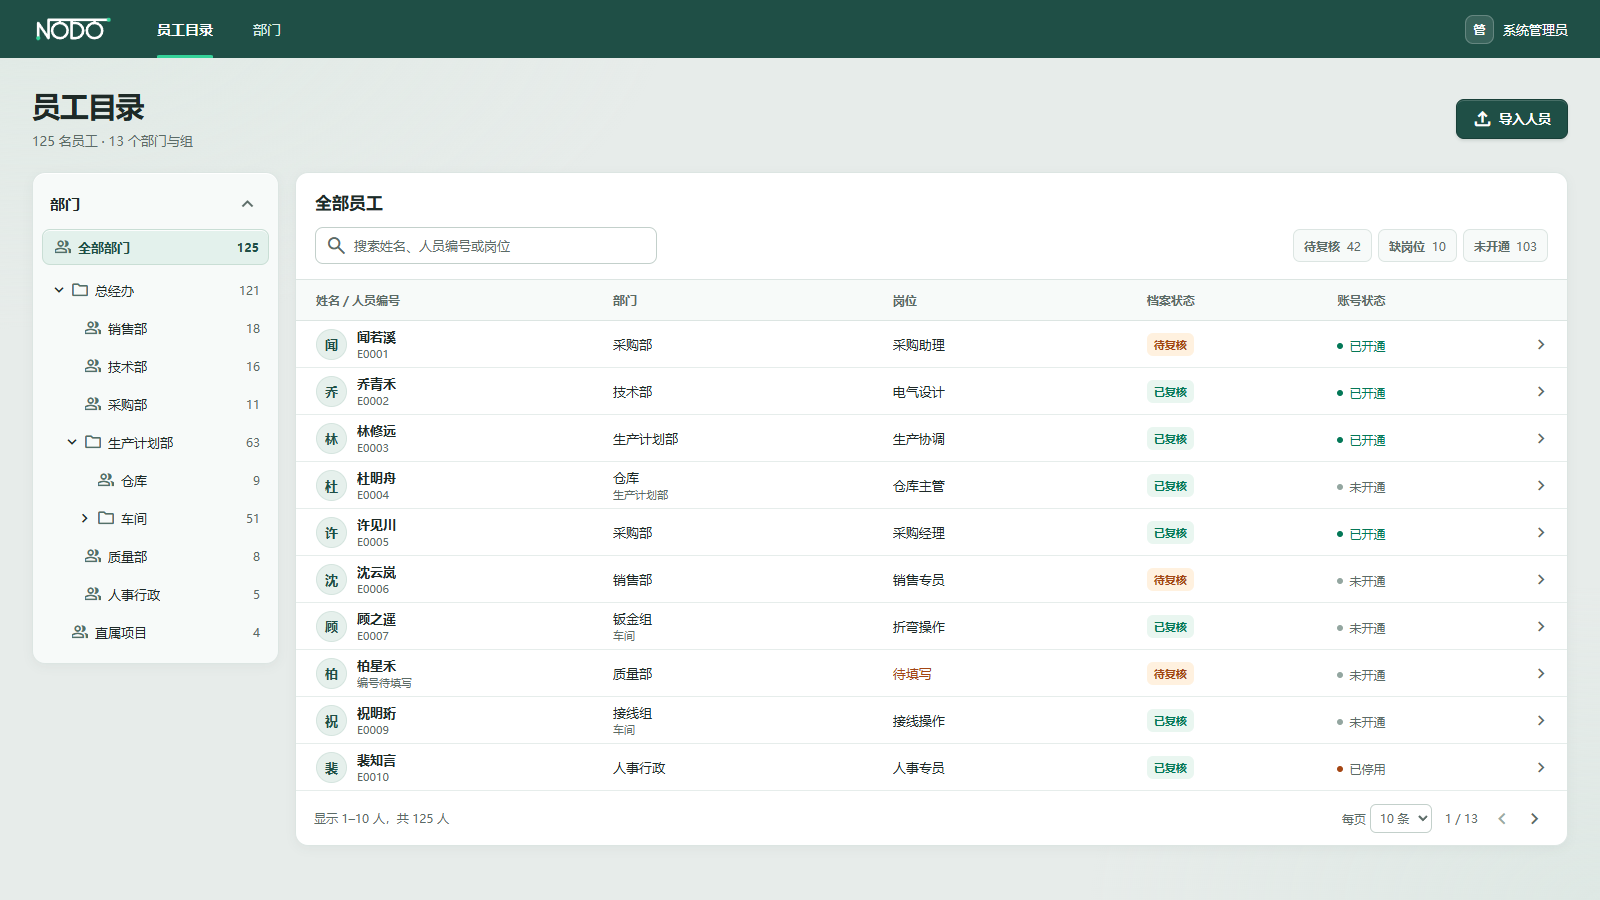 NODO
员工目录
部门
管
系统管理员
员工目录
125 名员工 · 13 个部门与组
导入人员
部门
全部部门 125
总经办 121
销售部 18
技术部 16
采购部 11
生产计划部 63
仓库 9
车间 51
质量部 8
人事行政 5
直属项目 4
全部员工
搜索姓名、人员编号或岗位
待复核 42
缺岗位 10
未开通 103
姓名 / 人员编号 部门 岗位 档案状态 账号状态
闻 闻若溪 采购部 采购助理 待复核 已开通
E0001
乔 乔青禾 技术部 电气设计 已复核 已开通
E0002
林 林修远 生产计划部 生产协调 已复核 已开通
E0003
杜 杜明舟 仓库 仓库主管 已复核 未开通
E0004 生产计划部
许 许见川 采购部 采购经理 已复核 已开通
E0005
沈 沈云岚 销售部 销售专员 待复核 未开通
E0006
顾 顾之遥 钣金组 折弯操作 已复核 未开通
E0007 车间
柏 柏星禾 质量部 待填写 待复核 未开通
编号待填写
祝 祝明珩 接线组 接线操作 已复核 未开通
E0009 车间
裴 裴知言 人事行政 人事专员 已复核 已停用
E0010
显示 1–10 人，共 125 人
每页 10 条 1 / 13